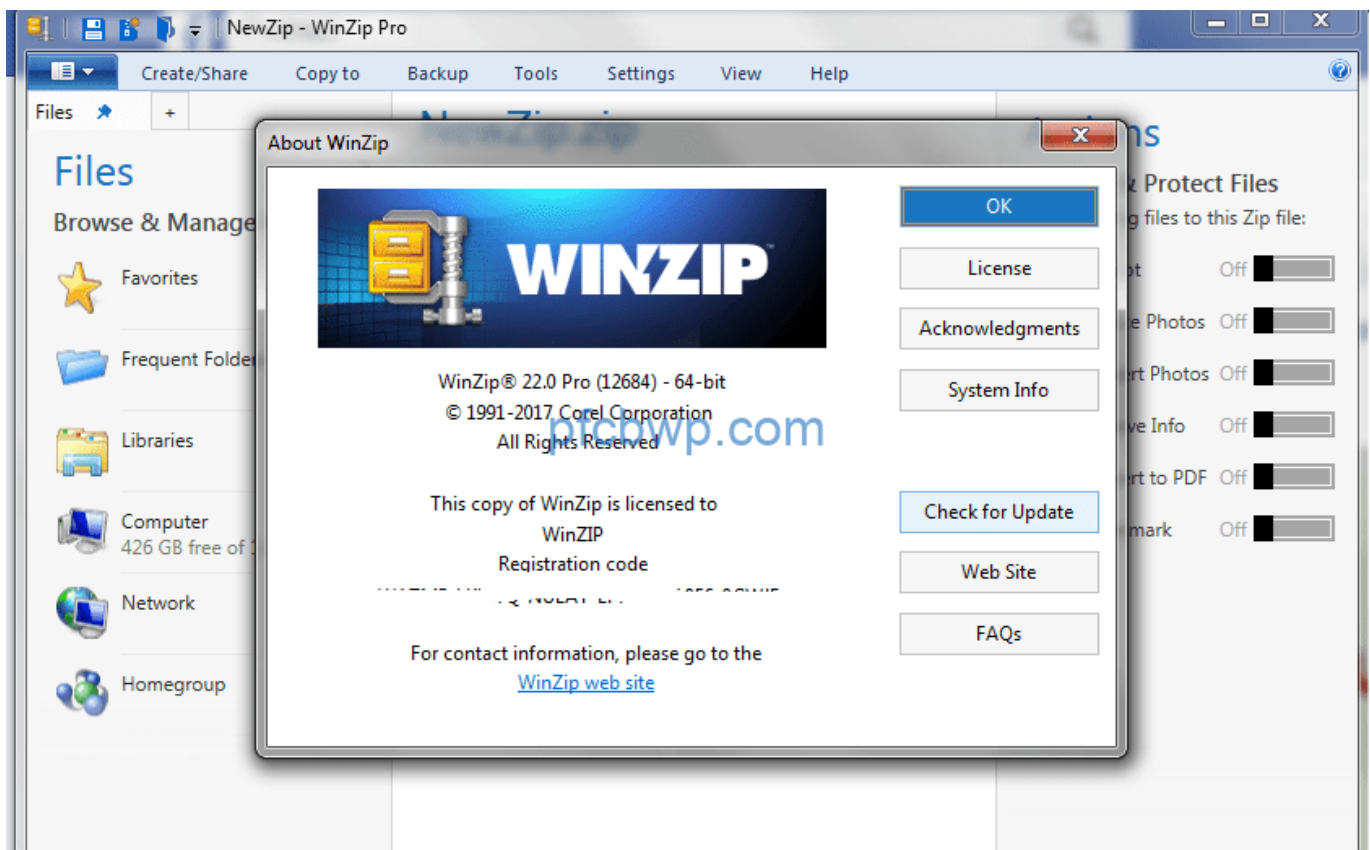 NewZip - WinZip Pro
Create/Share Copy to Backup Tools Settings View Help
Files +
Files
Browse & Manage
Favorites
Frequent Folder
Libraries
Computer
426 GB free of
Network
Homegroup
NewZip.zip
About WinZip
WINZIP
WinZip® 22.0 Pro (12684) - 64-bit
© 1991-2017 Corel Corporation
All Rights Reserved
pfcbwp.com
This copy of WinZip is licensed to
WinZIP
Registration code
For contact information, please go to the
WinZip web site
OK
License
Acknowledgments
System Info
Check for Update
Web Site
FAQs
& Protect Files
files to this Zip file:
Off
Photos Off
Photos Off
Info Off
to PDF Off
Off